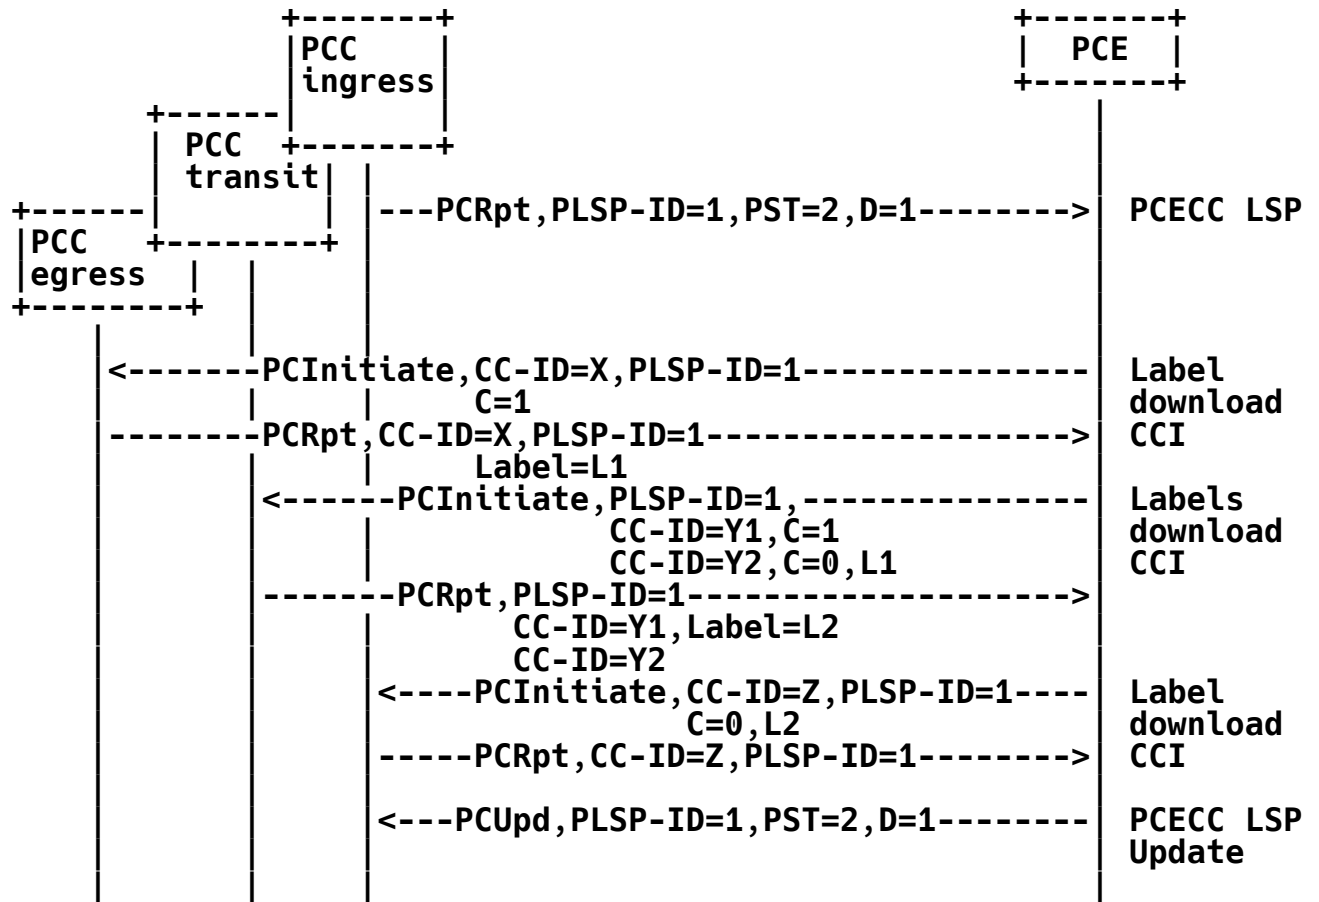 +-------+                             +-------+
|PCC    |                             |  PCE  |
|ingress|                             +-------+
+------|       |
| PCC  +-------+
| transit| |
+------|        | |---PCRpt,PLSP-ID=1,PST=2,D=1-------->| PCECC LSP
|PCC   +--------+
|egress  |
+--------+
|<-------PCInitiate,CC-ID=X,PLSP-ID=1---------------| Label
C=1 download
|--------PCRpt,CC-ID=X,PLSP-ID=1------------------->| CCI
Label=L1
|<------PCInitiate,PLSP-ID=1,---------------| Labels
CC-ID=Y1,C=1 download
CC-ID=Y2,C=0,L1 CCI
|-------PCRpt,PLSP-ID=1-------------------->|
CC-ID=Y1,Label=L2
CC-ID=Y2
|<----PCInitiate,CC-ID=Z,PLSP-ID=1----| Label
C=0,L2 download
|-----PCRpt,CC-ID=Z,PLSP-ID=1-------->| CCI
|<---PCUpd,PLSP-ID=1,PST=2,D=1--------| PCECC LSP
Update